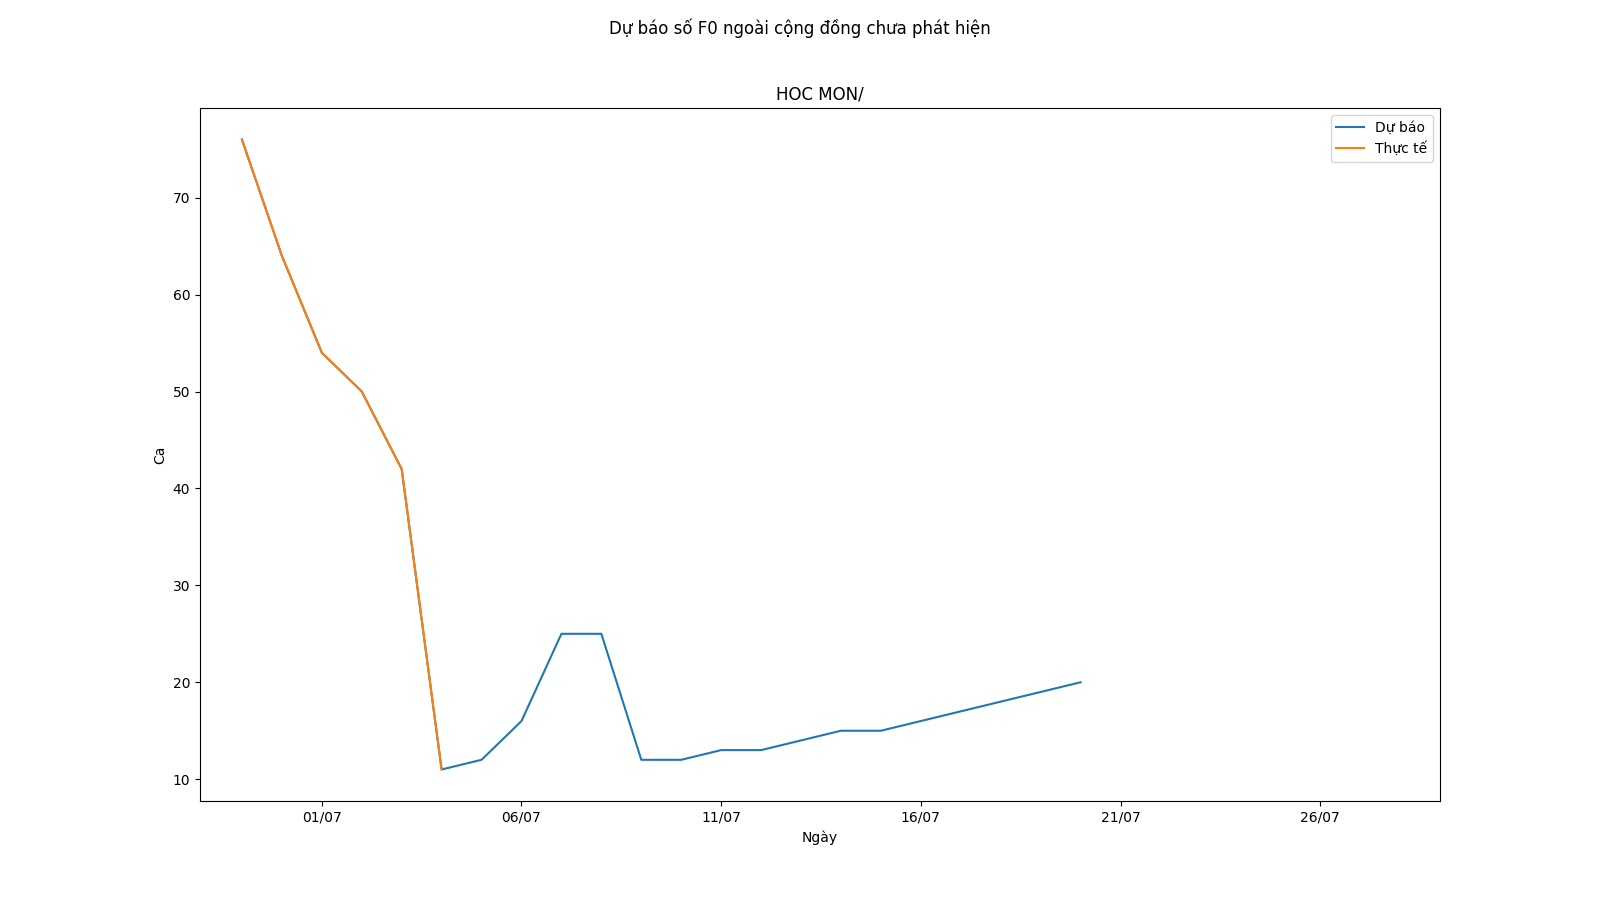 Dự báo số F0 ngoài cộng đồng chưa phát hiện
HOC MON/
Dự báo
Thực tế
70
60
50
40
30
20
10
Ca
01/07 06/07 11/07 16/07 21/07 26/07
Ngày